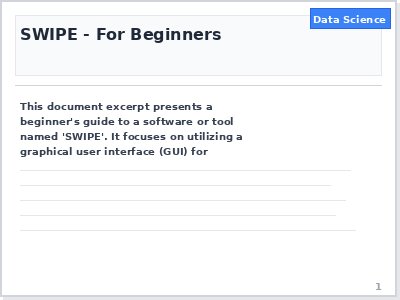 Data Science
SWIPE - For Beginners
This document excerpt presents a
beginner's guide to a software or tool
named 'SWIPE'. It focuses on utilizing a
graphical user interface (GUI) for
1